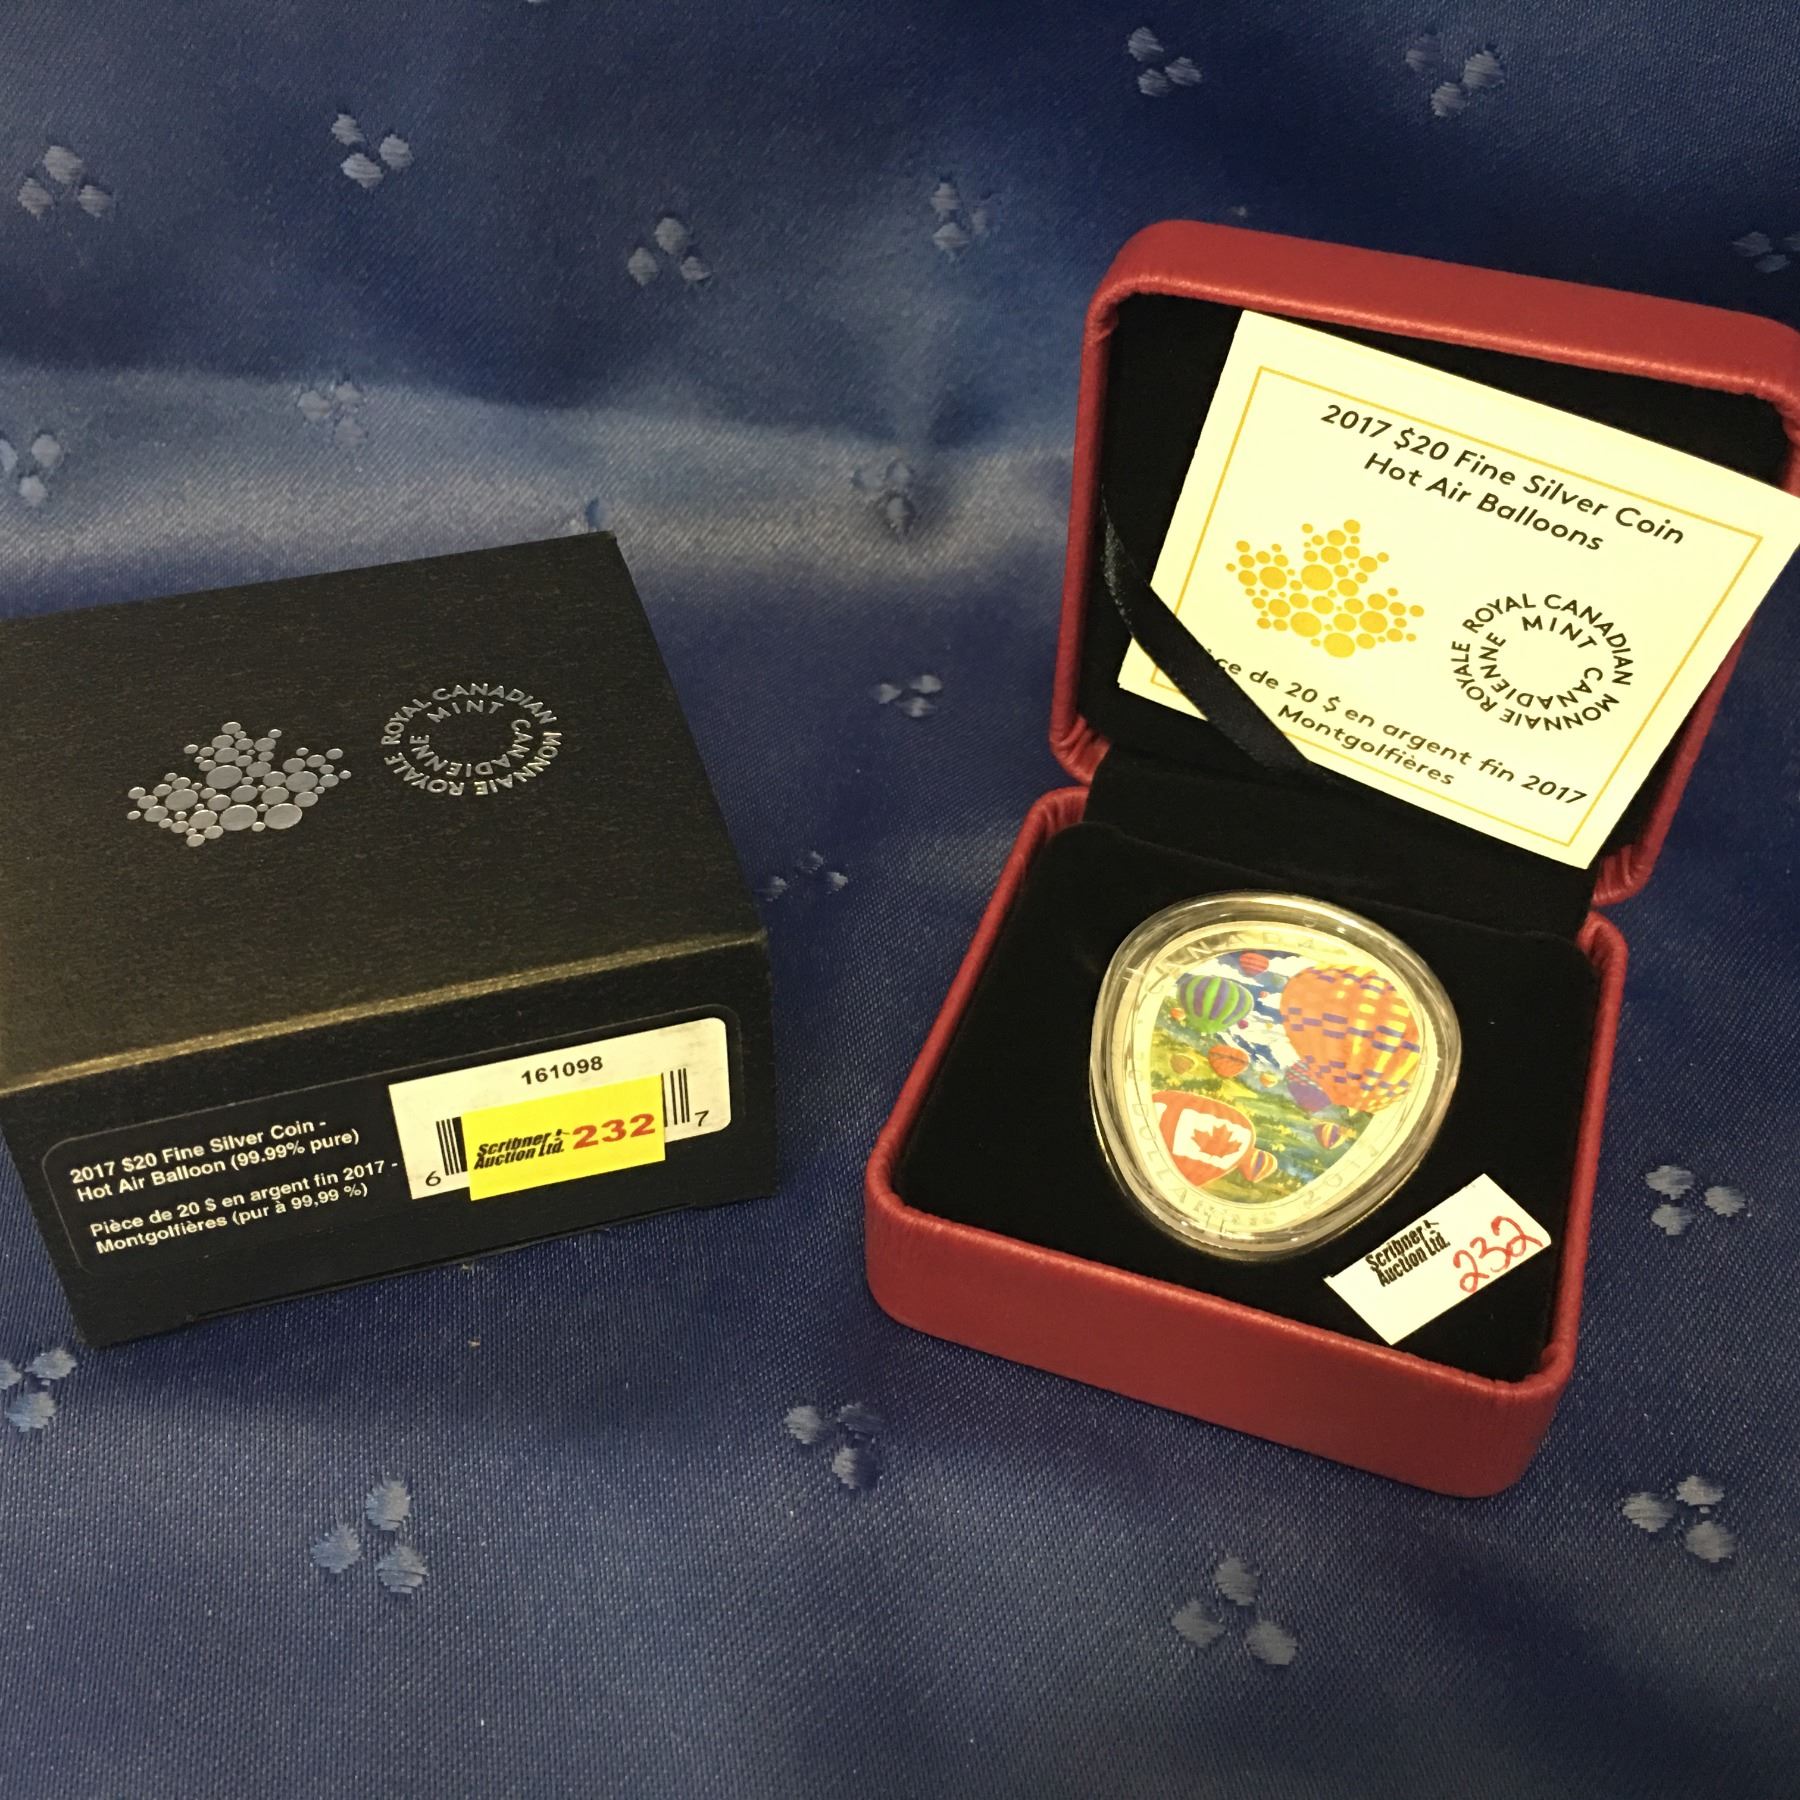 ROYAL CANADIAN MINT
MONNAIE ROYALE CANADIENNE
2017 $20 Fine Silver Coin -
Hot Air Balloon (99.99% pure)
Pièce de 20 $ en argent fin 2017 -
Montgolfières (pur à 99,99 %)
161098
6
7
Scribner
Auction Ltd.
232
2017 $20 Fine Silver Coin
Hot Air Balloons
ROYAL CANADIAN MINT
MONNAIE ROYALE CANADIENNE
ce de 20 $ en argent fin 2017
Montgolfières
CANADA
DOLLARS 2017
Scribner
Auction Ltd.
232